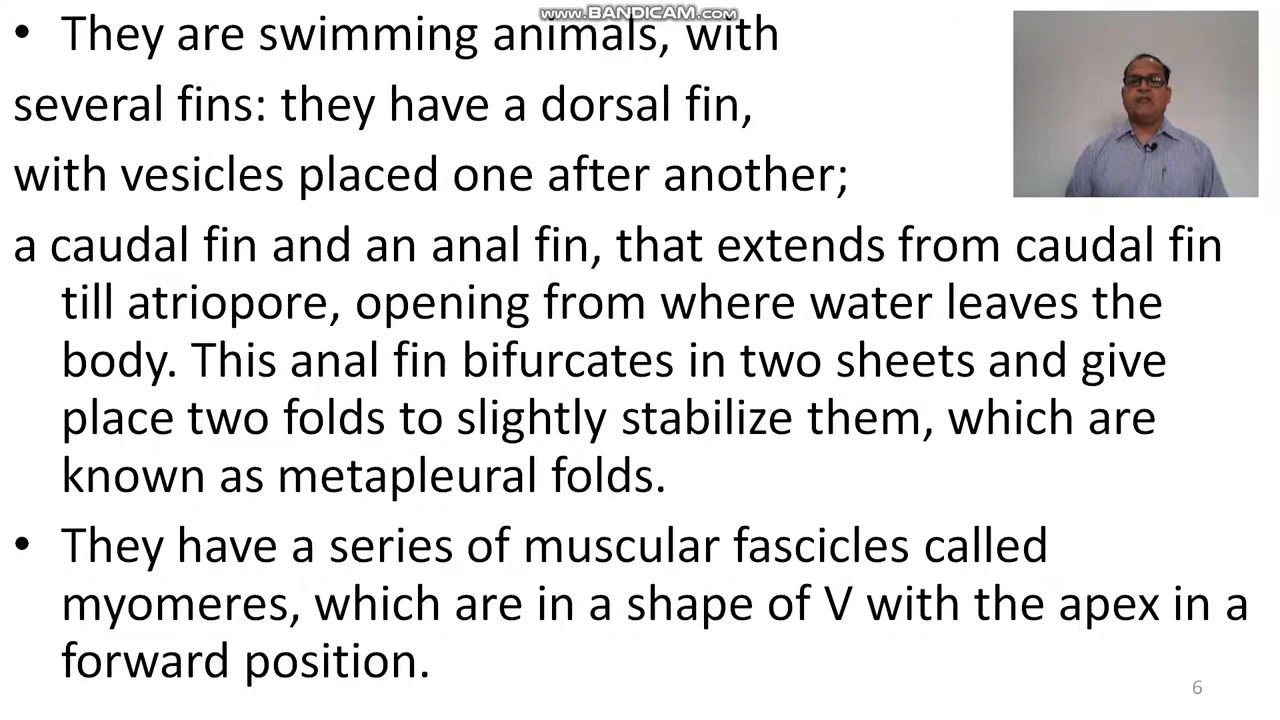 www.BANDICAM.com
• They are swimming animals, with
several fins: they have a dorsal fin,
with vesicles placed one after another;
a caudal fin and an anal fin, that extends from caudal fin
till atriopore, opening from where water leaves the
body. This anal fin bifurcates in two sheets and give
place two folds to slightly stabilize them, which are
known as metapleural folds.
• They have a series of muscular fascicles called
myomeres, which are in a shape of V with the apex in a
forward position.
6